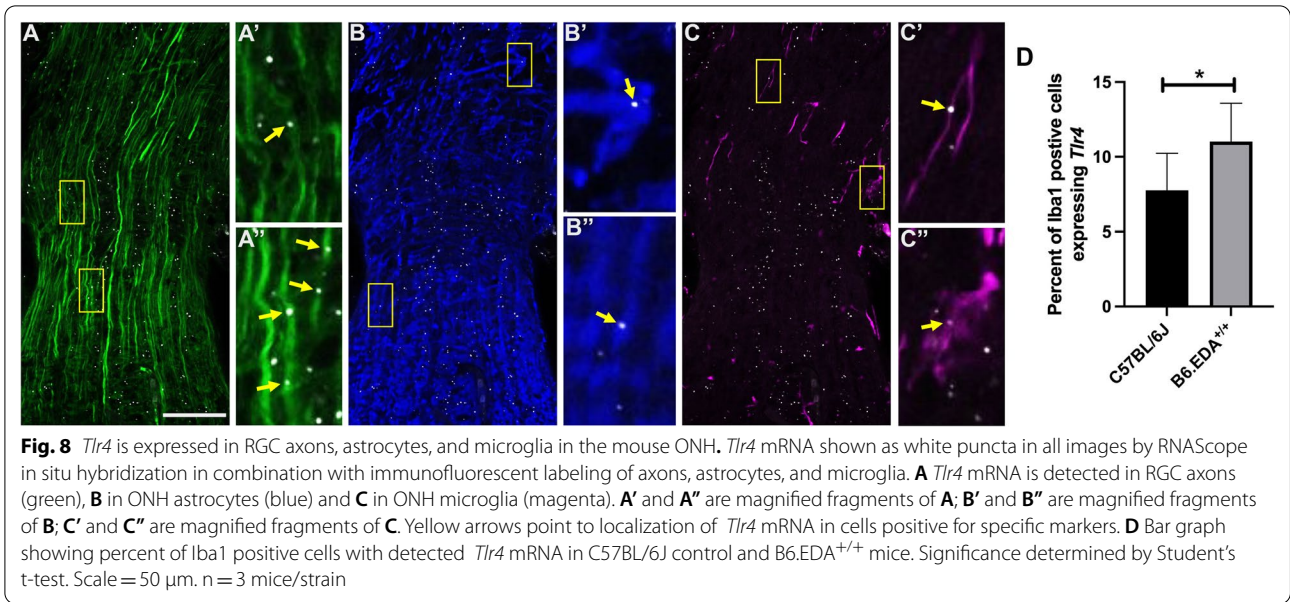 A
A'
B
B'
C
C'
D
A"
B"
C"
*
15
10
5
0
Percent of Iba1 postive cells
expressing Tlr4
C57BL/6J
B6.EDA+/+
Fig. 8 Tlr4 is expressed in RGC axons, astrocytes, and microglia in the mouse ONH. Tlr4 mRNA shown as white puncta in all images by RNAScope
in situ hybridization in combination with immunofluorescent labeling of axons, astrocytes, and microglia. A Tlr4 mRNA is detected in RGC axons
(green), B in ONH astrocytes (blue) and C in ONH microglia (magenta). A′ and A″ are magnified fragments of A; B′ and B″ are magnified fragments
of B; C′ and C″ are magnified fragments of C. Yellow arrows point to localization of Tlr4 mRNA in cells positive for specific markers. D Bar graph
showing percent of Iba1 positive cells with detected Tlr4 mRNA in C57BL/6J control and B6.EDA+/+ mice. Significance determined by Student's
t-test. Scale = 50 µm. n = 3 mice/strain